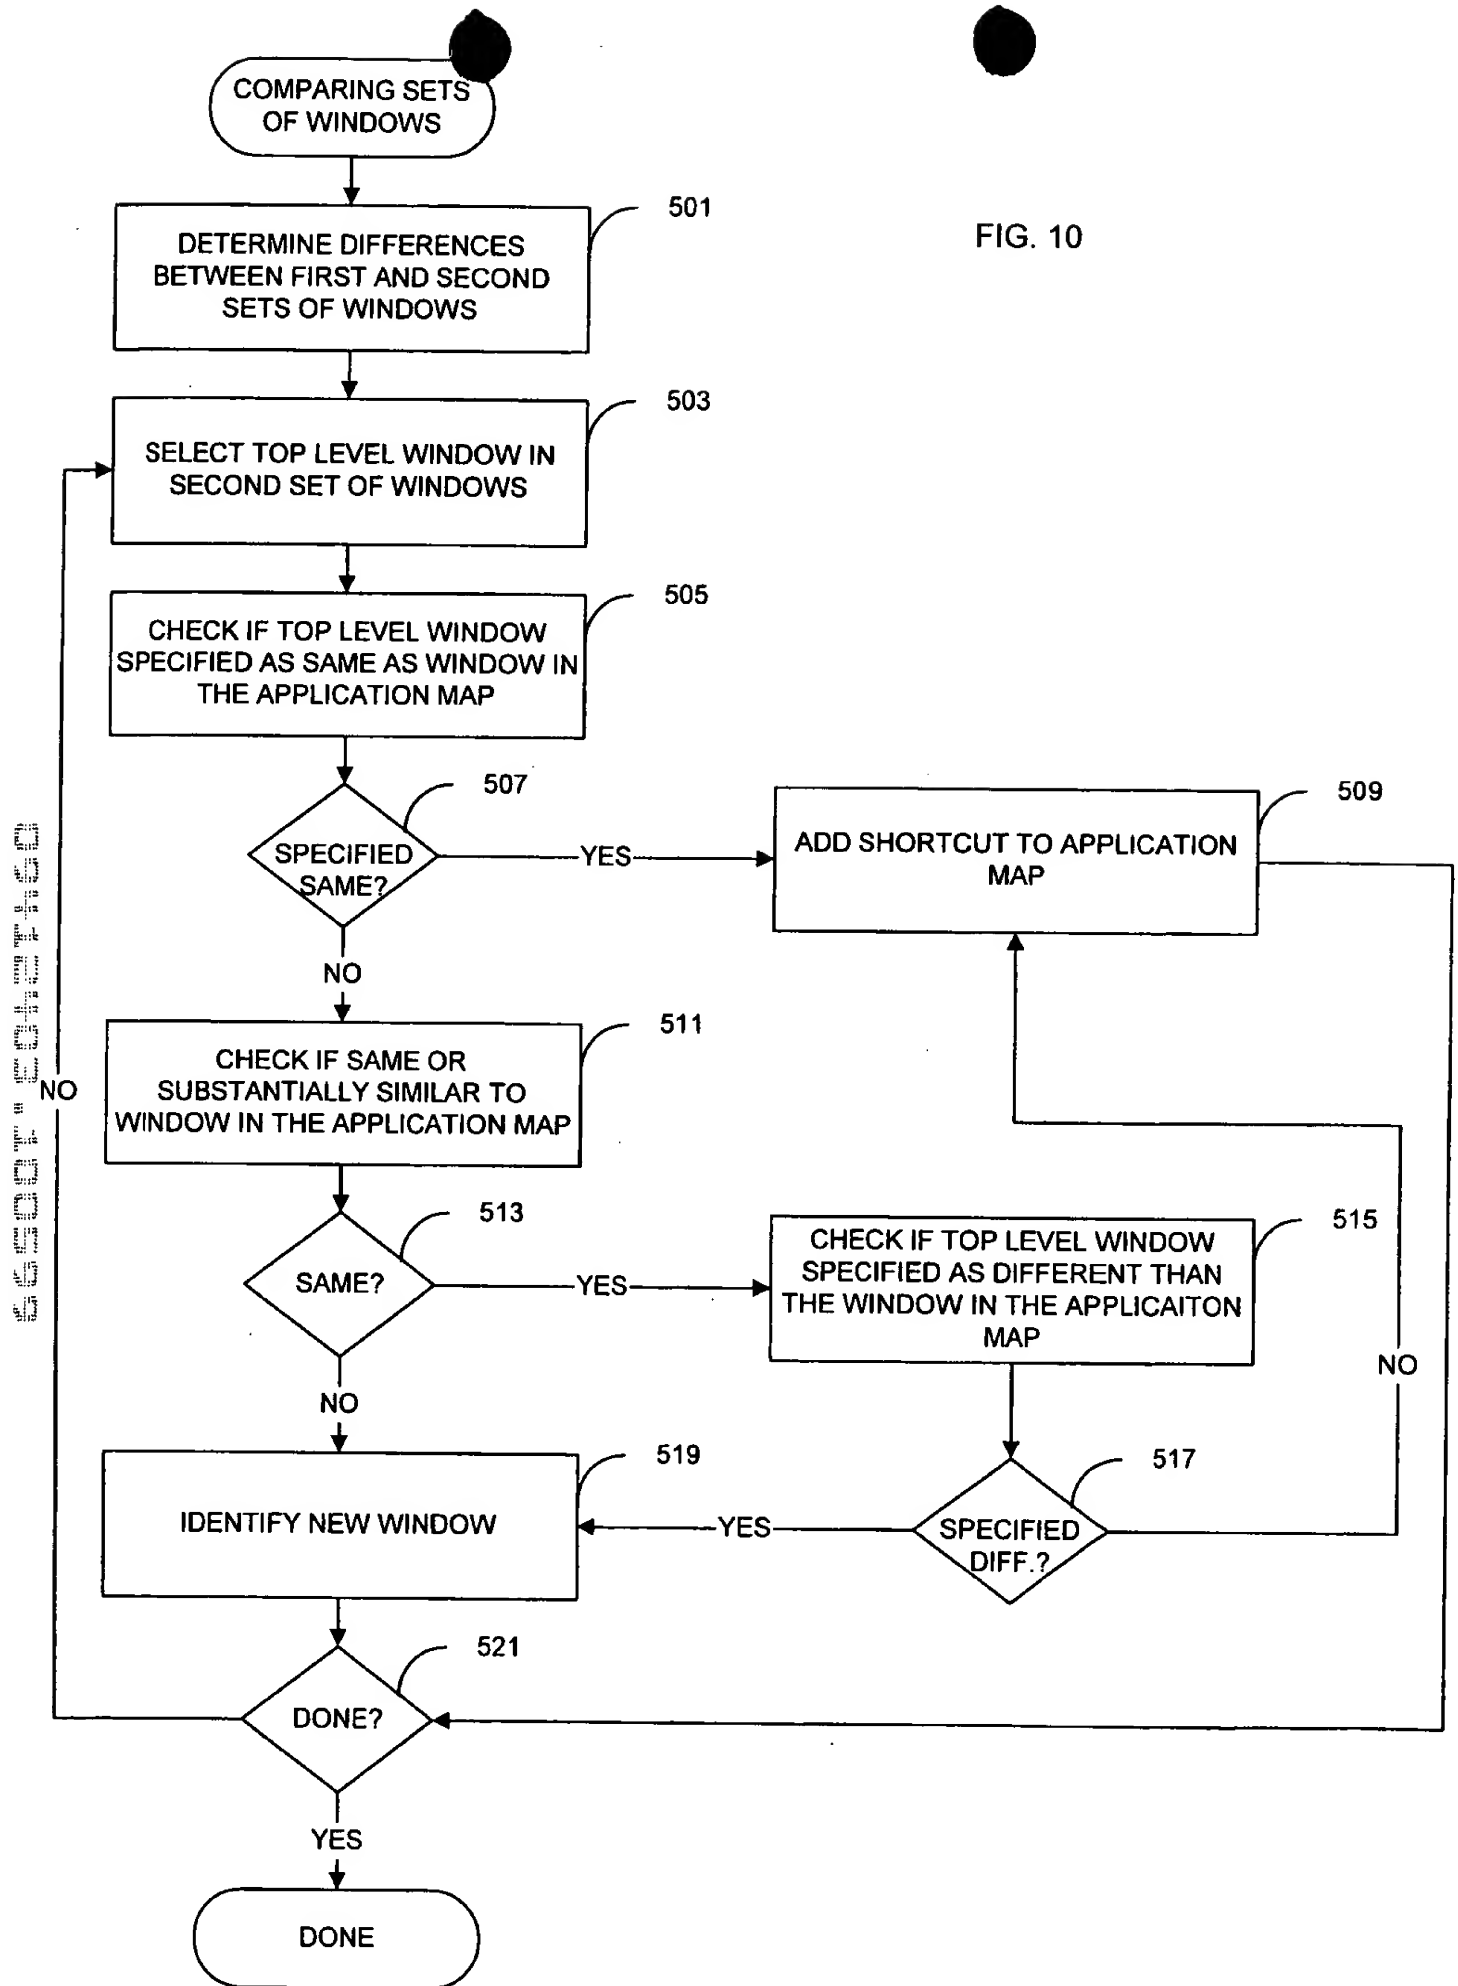 COMPARING SETS
OF WINDOWS
501
DETERMINE DIFFERENCES
BETWEEN FIRST AND SECOND
SETS OF WINDOWS
FIG. 10
503
SELECT TOP LEVEL WINDOW IN
SECOND SET OF WINDOWS
505
CHECK IF TOP LEVEL WINDOW
SPECIFIED AS SAME AS WINDOW IN
THE APPLICATION MAP
507
SPECIFIED
SAME?
YES
509
ADD SHORTCUT TO APPLICATION
MAP
NO
511
CHECK IF SAME OR
SUBSTANTIALLY SIMILAR TO
WINDOW IN THE APPLICATION MAP
NO
513
SAME?
YES
515
CHECK IF TOP LEVEL WINDOW
SPECIFIED AS DIFFERENT THAN
THE WINDOW IN THE APPLICAITON
MAP
NO
NO
519
IDENTIFY NEW WINDOW
YES
517
SPECIFIED
DIFF.?
521
DONE?
YES
DONE